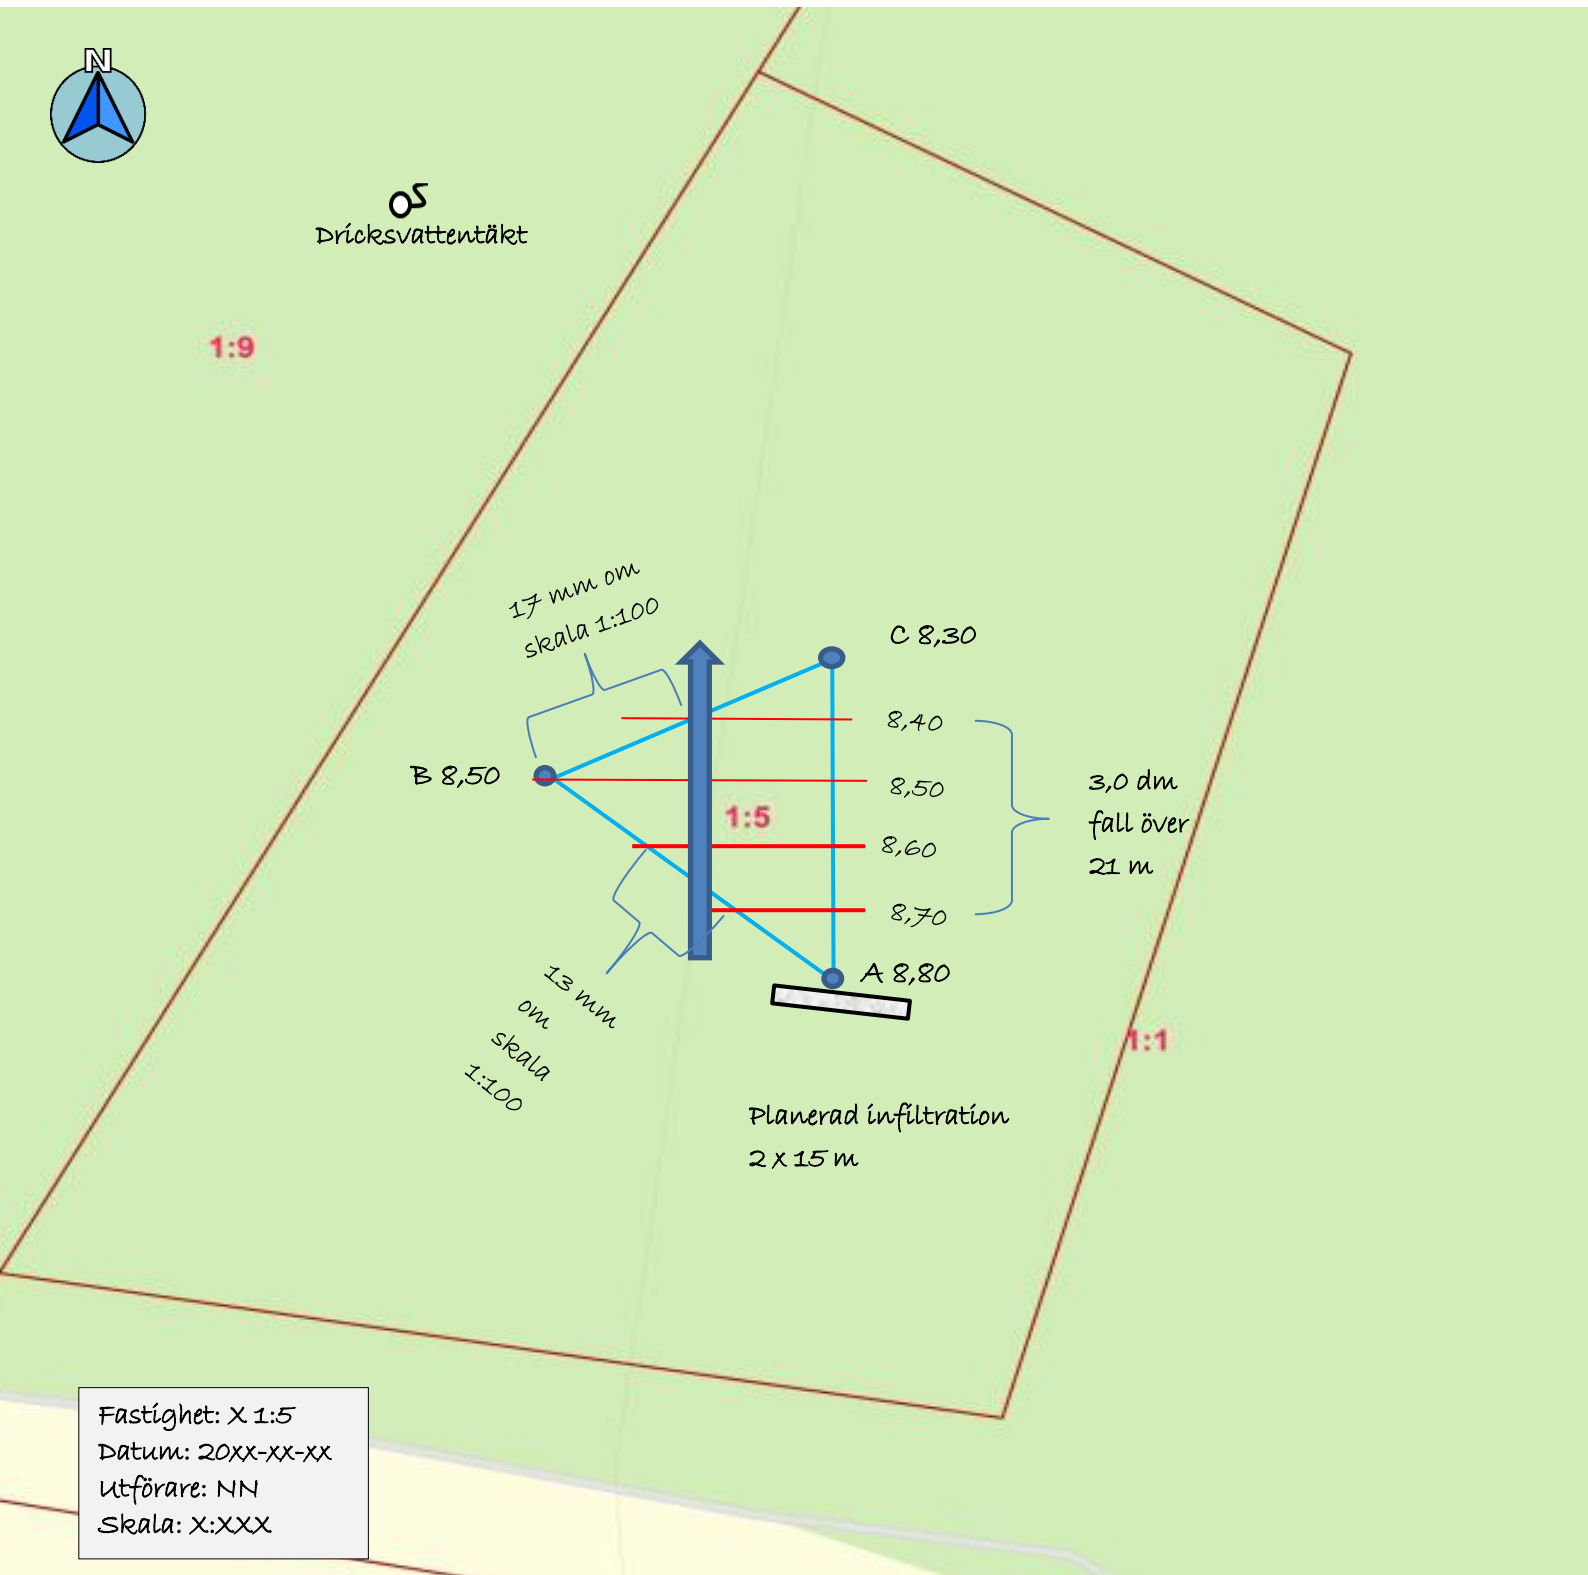 N
Dricksvattentäkt
1:9
17 mm om
skala 1:100
C 8,30
8,40
B 8,50
8,50
3,0 dm
fall över
21 m
1:5
8,60
8,70
A 8,80
13 mm
om
skala
1:100
1:1
Planerad infiltration
2 x 15 m
Fastighet: X 1:5
Datum: 20xx-xx-xx
Utförare: NN
Skala: X:XXX